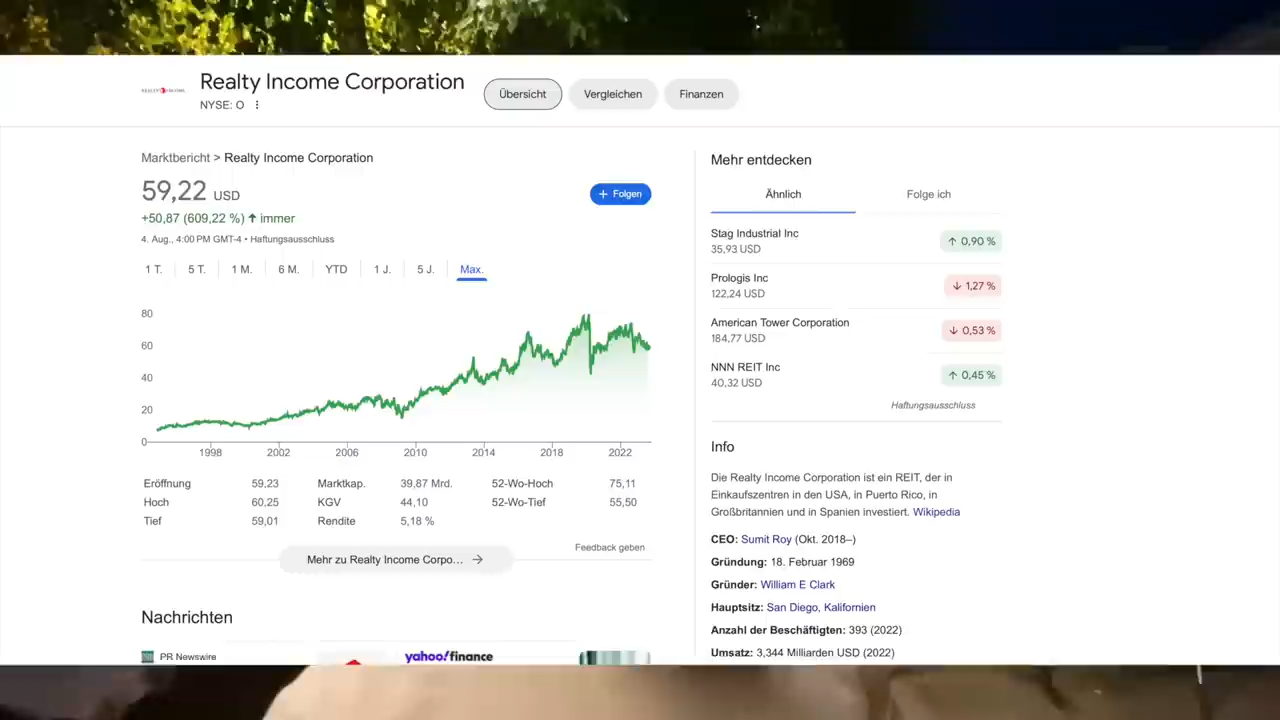 Realty Income Corporation
NYSE: O
Übersicht
Vergleichen
Finanzen
Marktbericht > Realty Income Corporation
59,22 USD
+ Folgen
+50,87 (609,22 %) ↑ immer
4. Aug., 4:00 PM GMT-4 • Haftungsausschluss
1 T.
5 T.
1 M.
6 M.
YTD
1 J.
5 J.
Max.
80
60
40
20
0
1998
2002
2006
2010
2014
2018
2022
Eröffnung 59,23
Hoch 60,25
Tief 59,01
Marktkap. 39,87 Mrd.
KGV 44,10
Rendite 5,18 %
52-Wo-Hoch 75,11
52-Wo-Tief 55,50
Feedback geben
Mehr zu Realty Income Corpo... →
Nachrichten
PR Newswire
yahoo!finance
Mehr entdecken
Ähnlich
Folge ich
Stag Industrial Inc
35,93 USD
↑ 0,90 %
Prologis Inc
122,24 USD
↓ 1,27 %
American Tower Corporation
184,77 USD
↓ 0,53 %
NNN REIT Inc
40,32 USD
↑ 0,45 %
Haftungsausschluss
Info
Die Realty Income Corporation ist ein REIT, der in
Einkaufszentren in den USA, in Puerto Rico, in
Großbritannien und in Spanien investiert. Wikipedia
CEO: Sumit Roy (Okt. 2018–)
Gründung: 18. Februar 1969
Gründer: William E Clark
Hauptsitz: San Diego, Kalifornien
Anzahl der Beschäftigten: 393 (2022)
Umsatz: 3,344 Milliarden USD (2022)